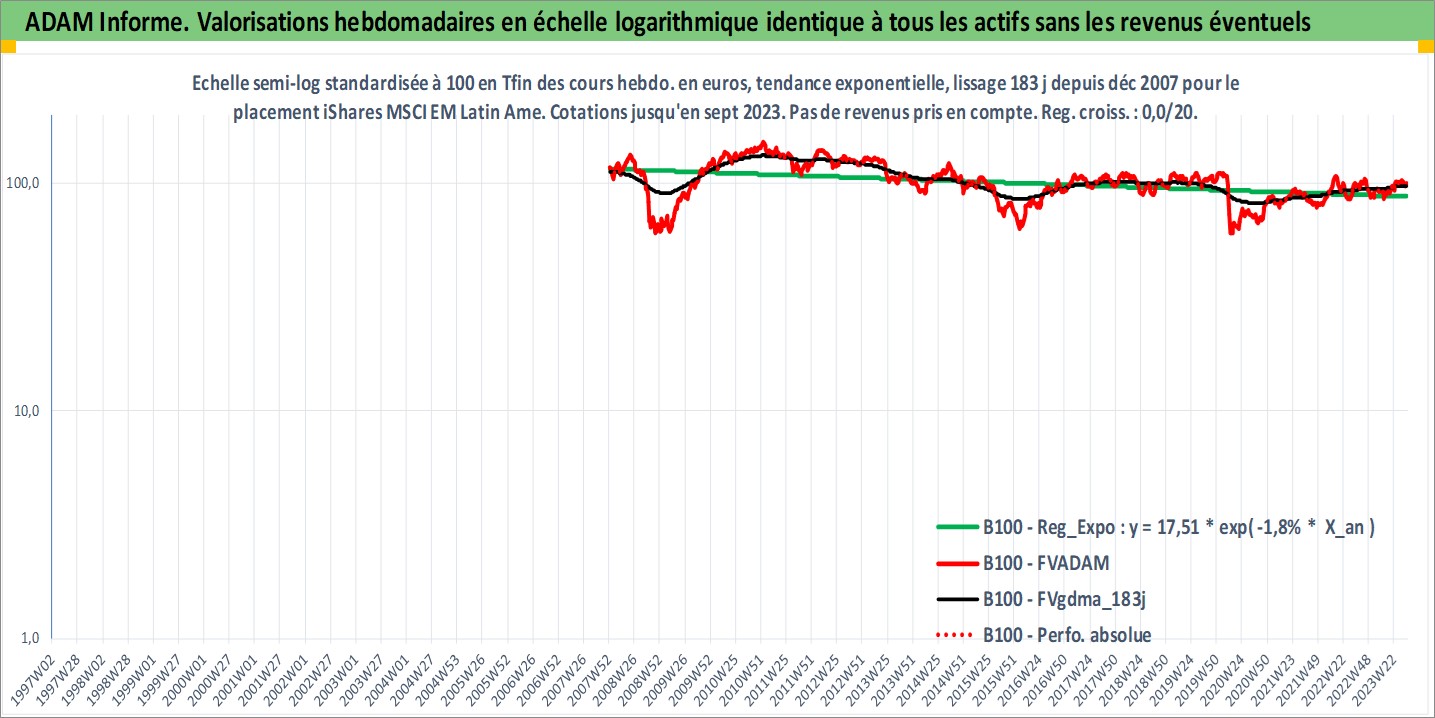 ADAM Informe. Valorisations hebdomadaires en échelle logarithmique identique à tous les actifs sans les revenus éventuels
Echelle semi-log standardisée à 100 en Tfin des cours hebdo. en euros, tendance exponentielle, lissage 183 j depuis déc 2007 pour le
placement iShares MSCI EM Latin Ame. Cotations jusqu'en sept 2023. Pas de revenus pris en compte. Reg. croiss. : 0,0/20.
100,0
10,0
1,0
B100 - Reg_Expo : y = 17,51 * exp( -1,8% * X_an )
B100 - FVADAM
B100 - FVgdma_183j
B100 - Perfo. absolue
1997W02
1997W28
1998W02
1998W28
1999W01
1999W27
2000W01
2000W27
2001W01
2001W27
2002W01
2002W27
2003W01
2003W27
2004W01
2004W27
2004W53
2005W26
2005W52
2006W26
2006W52
2007W26
2007W52
2008W26
2008W52
2009W26
2009W52
2010W25
2010W51
2011W25
2011W51
2012W25
2012W51
2013W25
2013W51
2014W25
2014W51
2015W25
2015W51
2016W24
2016W50
2017W24
2017W50
2018W24
2018W50
2019W24
2019W50
2020W24
2020W50
2021W23
2021W49
2022W22
2022W48
2023W22